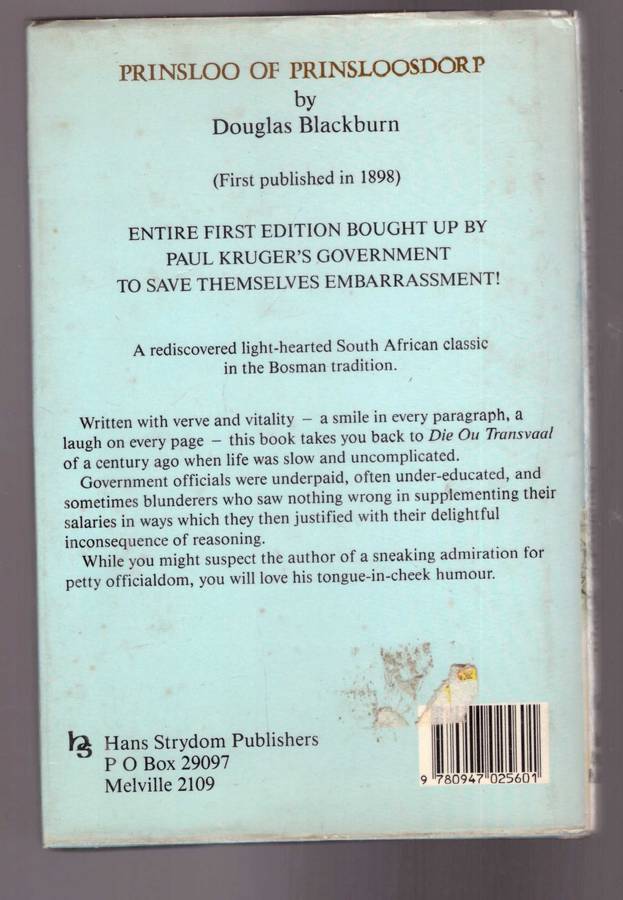 PRINSLOO OF PRINSLOOSDORP
by
Douglas Blackburn
(First published in 1898)
ENTIRE FIRST EDITION BOUGHT UP BY
PAUL KRUGER'S GOVERNMENT
TO SAVE THEMSELVES EMBARRASSMENT!
A rediscovered light-hearted South African classic
in the Bosman tradition.
Written with verve and vitality – a smile in every paragraph, a
laugh on every page – this book takes you back to Die Ou Transvaal
of a century ago when life was slow and uncomplicated.
Government officials were underpaid, often under-educated, and
sometimes blunderers who saw nothing wrong in supplementing their
salaries in ways which they then justified with their delightful
inconsequence of reasoning.
While you might suspect the author of a sneaking admiration for
petty officialdom, you will love his tongue-in-cheek humour.
hs Hans Strydom Publishers
P O Box 29097
Melville 2109
9 780947 025601